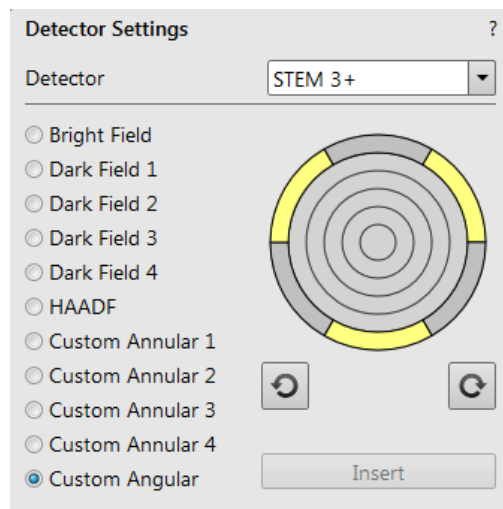 Detector Settings ?
Detector STEM 3+
Bright Field
Dark Field 1
Dark Field 2
Dark Field 3
Dark Field 4
HAADF
Custom Annular 1
Custom Annular 2
Custom Annular 3
Custom Annular 4
Custom Angular
Insert